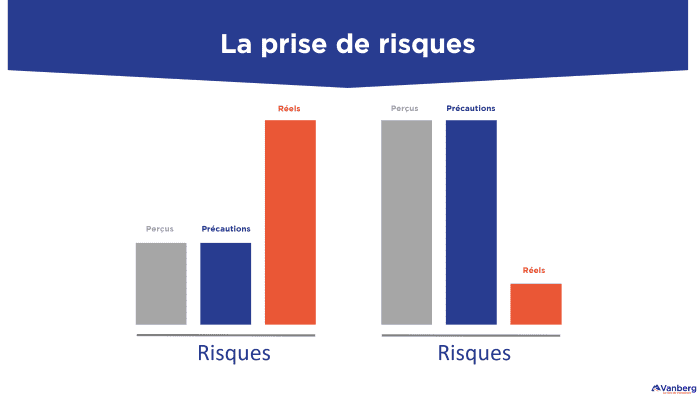 La prise de risques
Réels
Perçus
Précautions
Perçus
Précautions
Réels
Risques
Risques
Vanberg